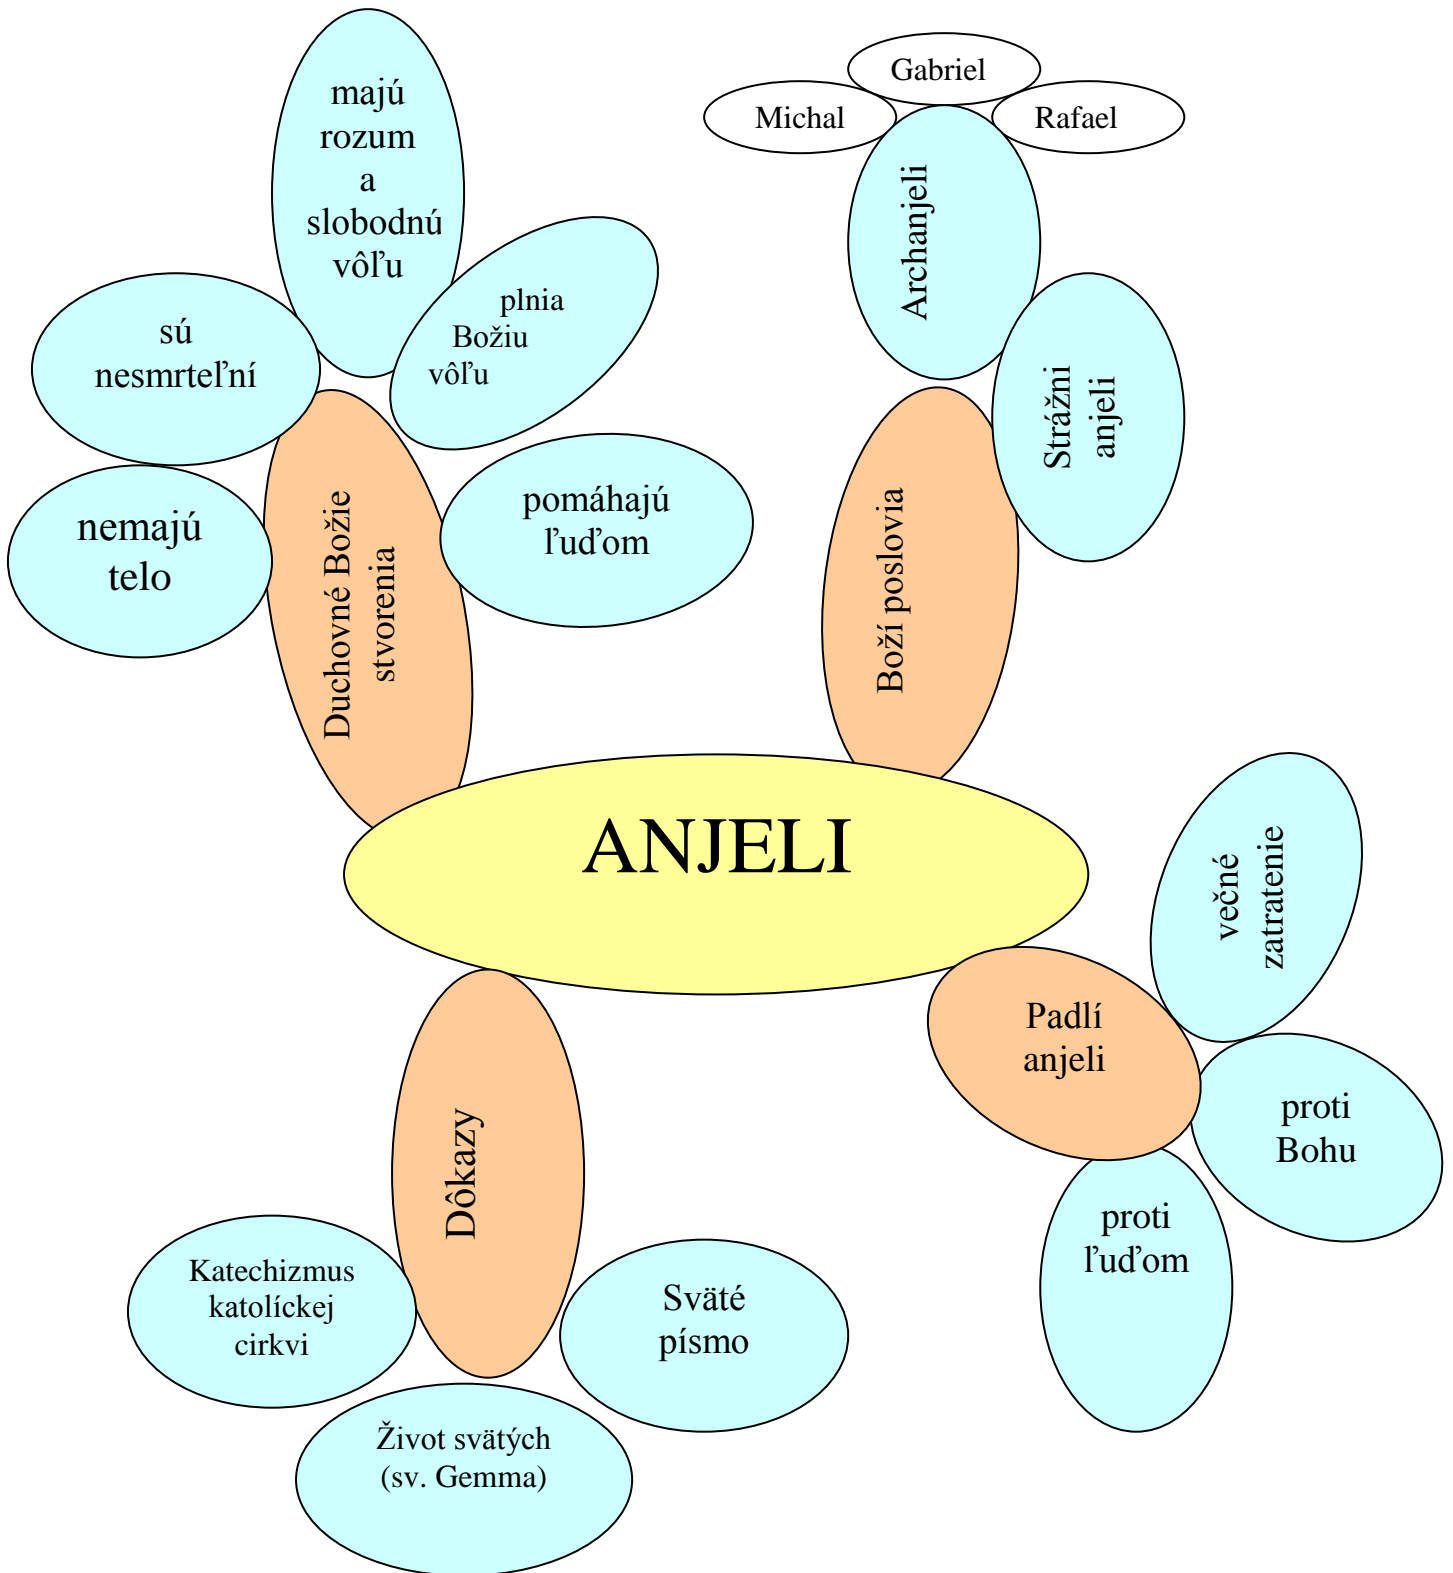 majú
rozum
a
slobodnú
vôľu
plnia
Božiu
vôľu
sú
nesmrteľní
nemajú
telo
pomáhajú
ľuďom
Duchovné Božie
stvorenia
Gabriel
Michal
Rafael
Archanjeli
Strážni
anjeli
Boží poslovia
ANJELI
večné
zatratenie
Padlí
anjeli
proti
Bohu
proti
ľuďom
Dôkazy
Katechizmus
katolíckej
cirkvi
Sväté
písmo
Život svätých
(sv. Gemma)